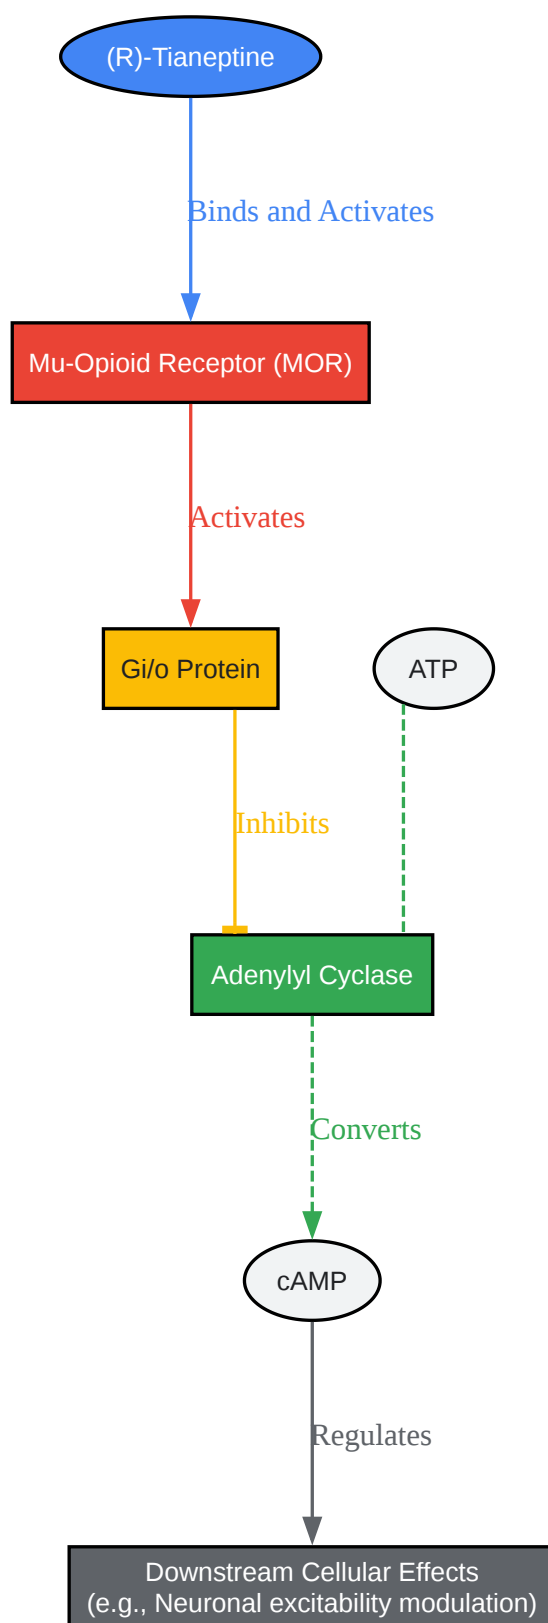 (R)-Tianeptine
Binds and Activates
Mu-Opioid Receptor (MOR)
Activates
Gi/o Protein
ATP
Inhibits
Adenylyl Cyclase
Converts
cAMP
Regulates
Downstream Cellular Effects
(e.g., Neuronal excitability modulation)